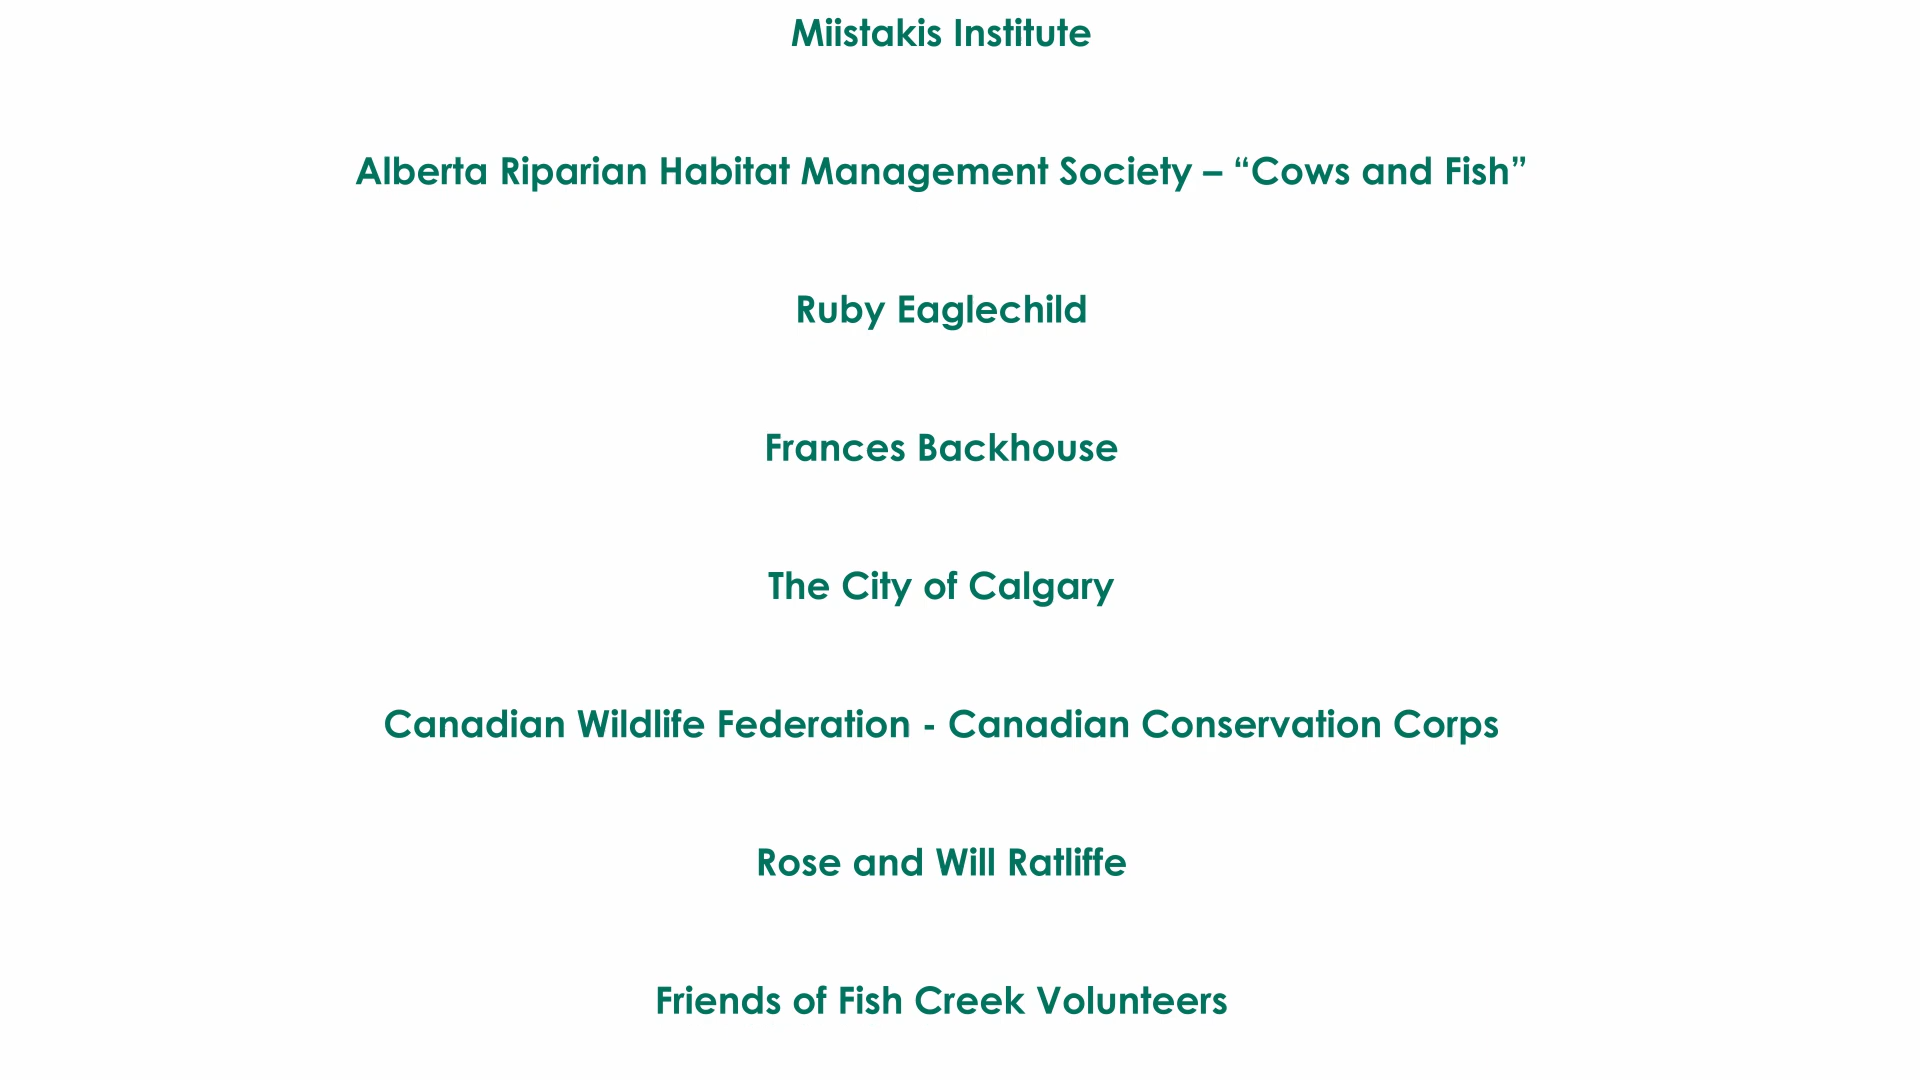 Miistakis Institute
Alberta Riparian Habitat Management Society – “Cows and Fish”
Ruby Eaglechild
Frances Backhouse
The City of Calgary
Canadian Wildlife Federation - Canadian Conservation Corps
Rose and Will Ratliffe
Friends of Fish Creek Volunteers